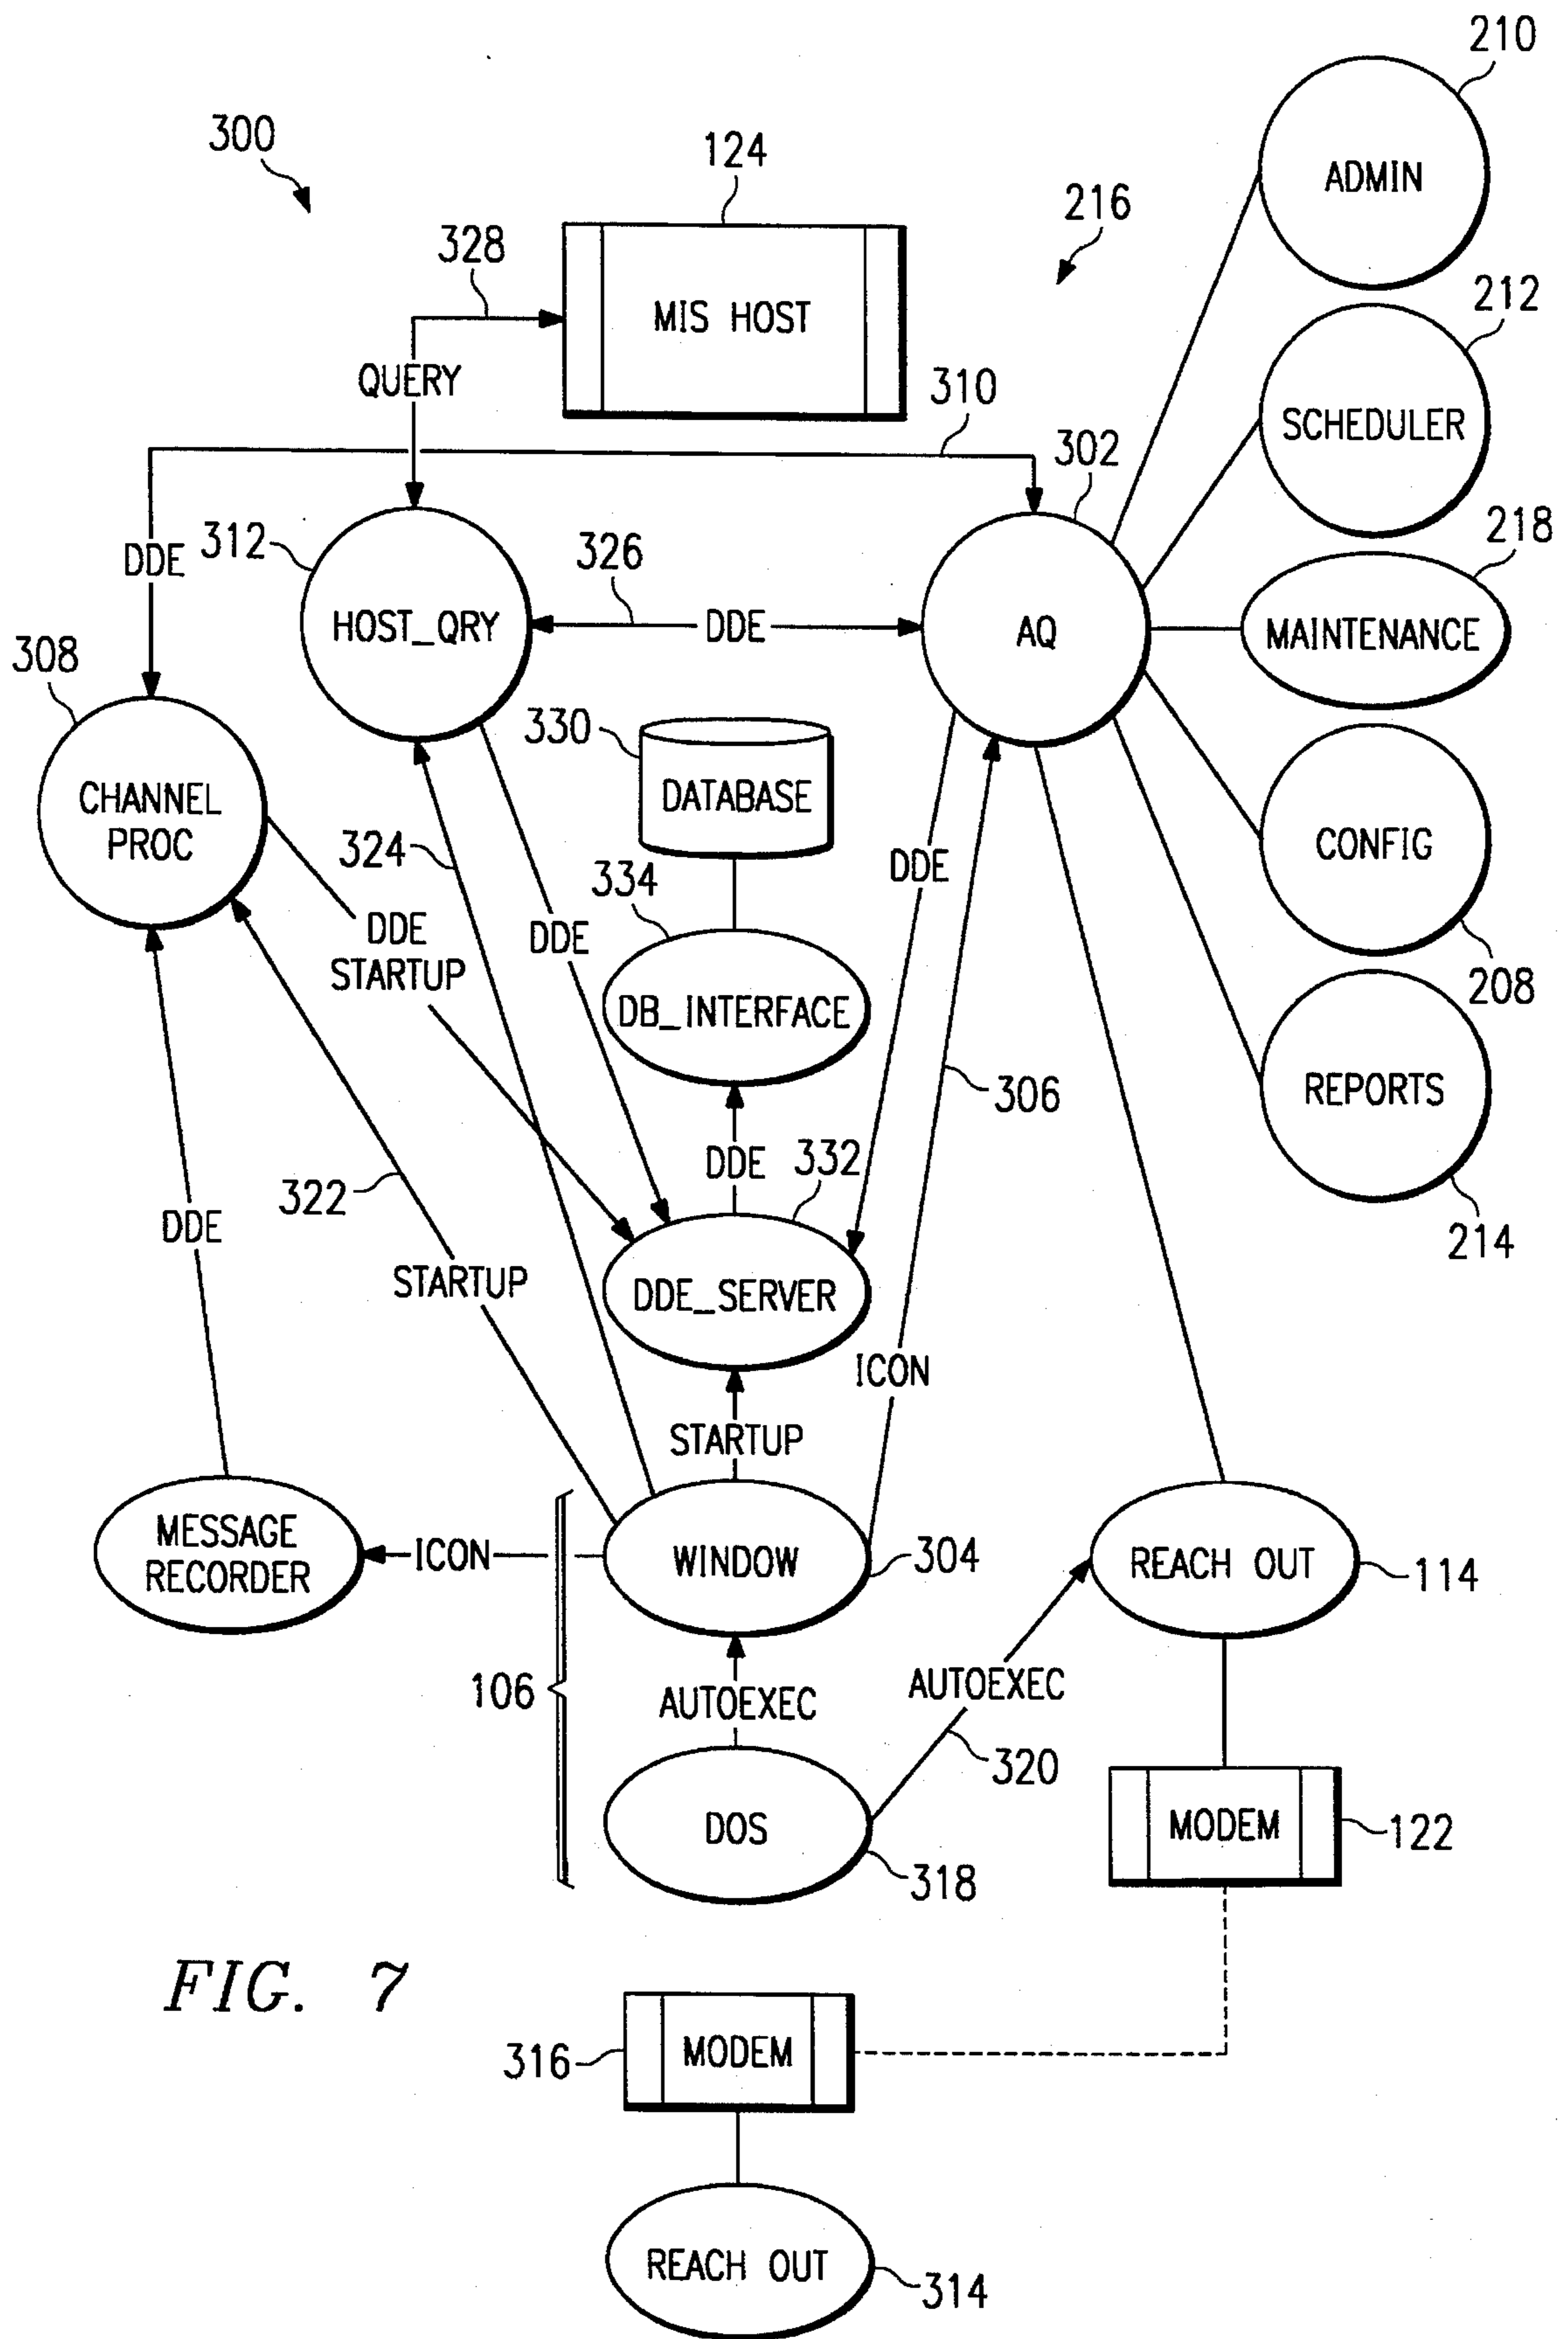 210
300
124
ADMIN
216
328
MIS HOST
212
QUERY
310
SCHEDULER
302
218
DDE
312
326
HOST_QRY
DDE
AQ
MAINTENANCE
308
330
DATABASE
CHANNEL
PROC
324
DDE
CONFIG
334
DDE
STARTUP
DDE
208
DB_INTERFACE
306
REPORTS
DDE
332
322
DDE
214
STARTUP
DDE_SERVER
ICON
STARTUP
MESSAGE
RECORDER
ICON
WINDOW
304
REACH OUT
114
106
AUTOEXEC
AUTOEXEC
320
DOS
MODEM
122
318
FIG. 7
316
MODEM
REACH OUT
314